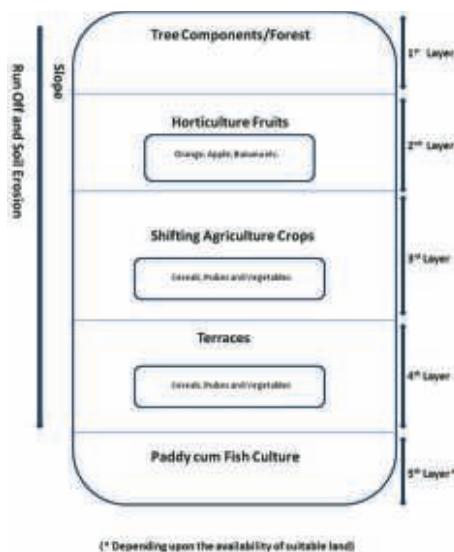 Tree Components/Forest
1st Layer
Run Off and Soil Erosion
Slope
Horticulture Fruits
Orange, Apple, Banana etc.
2nd Layer
Shifting Agriculture Crops
Cereals, Pulses and Vegetables
3rd Layer
Terraces
Cereals, Pulses and Vegetables
4th Layer
Paddy cum Fish Culture
5th Layer*
(* Depending upon the availability of suitable land)